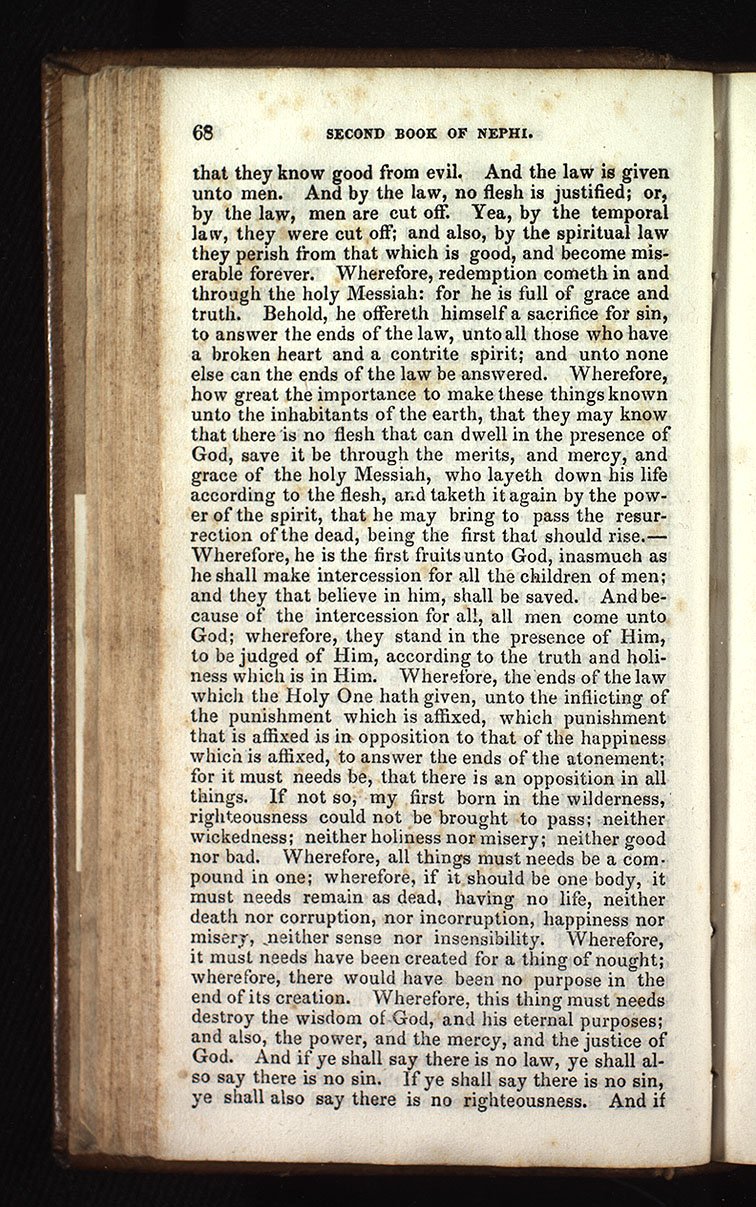 68 SECOND BOOK OF NEPHI.
that they know good from evil. And the law is given
unto men. And by the law, no flesh is justified; or,
by the law, men are cut off. Yea, by the temporal
law, they were cut off; and also, by the spiritual law
they perish from that which is good, and become mis-
erable forever. Wherefore, redemption cometh in and
through the holy Messiah: for he is full of grace and
truth. Behold, he offereth himself a sacrifice for sin,
to answer the ends of the law, unto all those who have
a broken heart and a contrite spirit; and unto none
else can the ends of the law be answered. Wherefore,
how great the importance to make these things known
unto the inhabitants of the earth, that they may know
that there is no flesh that can dwell in the presence of
God, save it be through the merits, and mercy, and
grace of the holy Messiah, who layeth down his life
according to the flesh, and taketh it again by the pow-
er of the spirit, that he may bring to pass the resur-
rection of the dead, being the first that should rise.—
Wherefore, he is the first fruits unto God, inasmuch as
he shall make intercession for all the children of men;
and they that believe in him, shall be saved. And be-
cause of the intercession for all, all men come unto
God; wherefore, they stand in the presence of Him,
to be judged of Him, according to the truth and holi-
ness which is in Him. Wherefore, the ends of the law
which the Holy One hath given, unto the inflicting of
the punishment which is affixed, which punishment
that is affixed is in opposition to that of the happiness
which is affixed, to answer the ends of the atonement;
for it must needs be, that there is an opposition in all
things. If not so, my first born in the wilderness,
righteousness could not be brought to pass; neither
wickedness; neither holiness nor misery; neither good
nor bad. Wherefore, all things must needs be a com-
pound in one; wherefore, if it should be one body, it
must needs remain as dead, having no life, neither
death nor corruption, nor incorruption, happiness nor
misery, neither sense nor insensibility. Wherefore,
it must needs have been created for a thing of nought;
wherefore, there would have been no purpose in the
end of its creation. Wherefore, this thing must needs
destroy the wisdom of God, and his eternal purposes;
and also, the power, and the mercy, and the justice of
God. And if ye shall say there is no law, ye shall al-
so say there is no sin. If ye shall say there is no sin,
ye shall also say there is no righteousness. And if